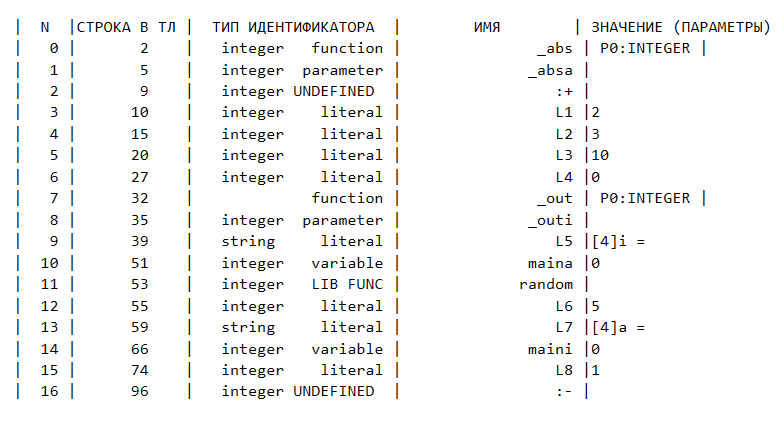 |  N  |СТРОКА В ТЛ |  ТИП ИДЕНТИФИКАТОРА  |        ИМЯ        | ЗНАЧЕНИЕ (ПАРАМЕТРЫ)
|   0 |       2    |   integer   function |               _abs | P0:INTEGER |
|   1 |       5    |   integer  parameter |              _absa |
|   2 |       9    |   integer UNDEFINED  |                 :+ |
|   3 |      10    |   integer    literal |                 L1 |2
|   4 |      15    |   integer    literal |                 L2 |3
|   5 |      20    |   integer    literal |                 L3 |10
|   6 |      27    |   integer    literal |                 L4 |0
|   7 |      32    |             function |               _out | P0:INTEGER |
|   8 |      35    |   integer  parameter |              _outi |
|   9 |      39    |   string     literal |                 L5 |[4]i =
|  10 |      51    |   integer   variable |              maina |0
|  11 |      53    |   integer   LIB FUNC |             random |
|  12 |      55    |   integer    literal |                 L6 |5
|  13 |      59    |   string     literal |                 L7 |[4]a =
|  14 |      66    |   integer   variable |              maini |0
|  15 |      74    |   integer    literal |                 L8 |1
|  16 |      96    |   integer UNDEFINED  |                 :- |